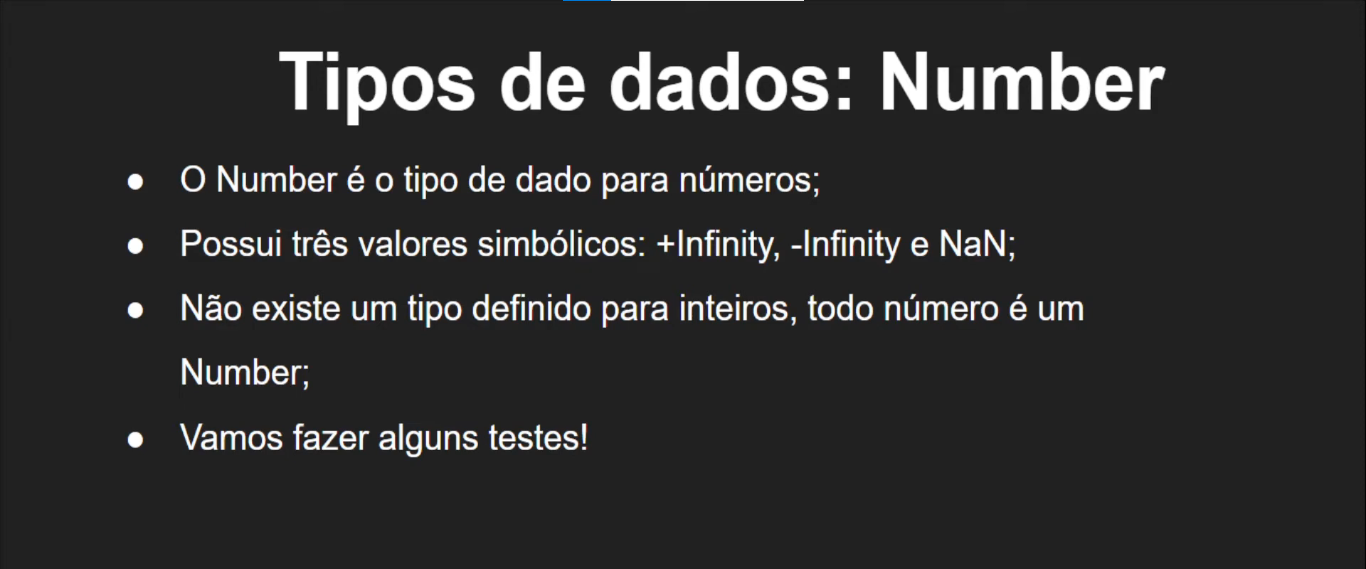 Tipos de dados: Number
● O Number é o tipo de dado para números;
● Possui três valores simbólicos: +Infinity, -Infinity e NaN;
● Não existe um tipo definido para inteiros, todo número é um
Number;
● Vamos fazer alguns testes!